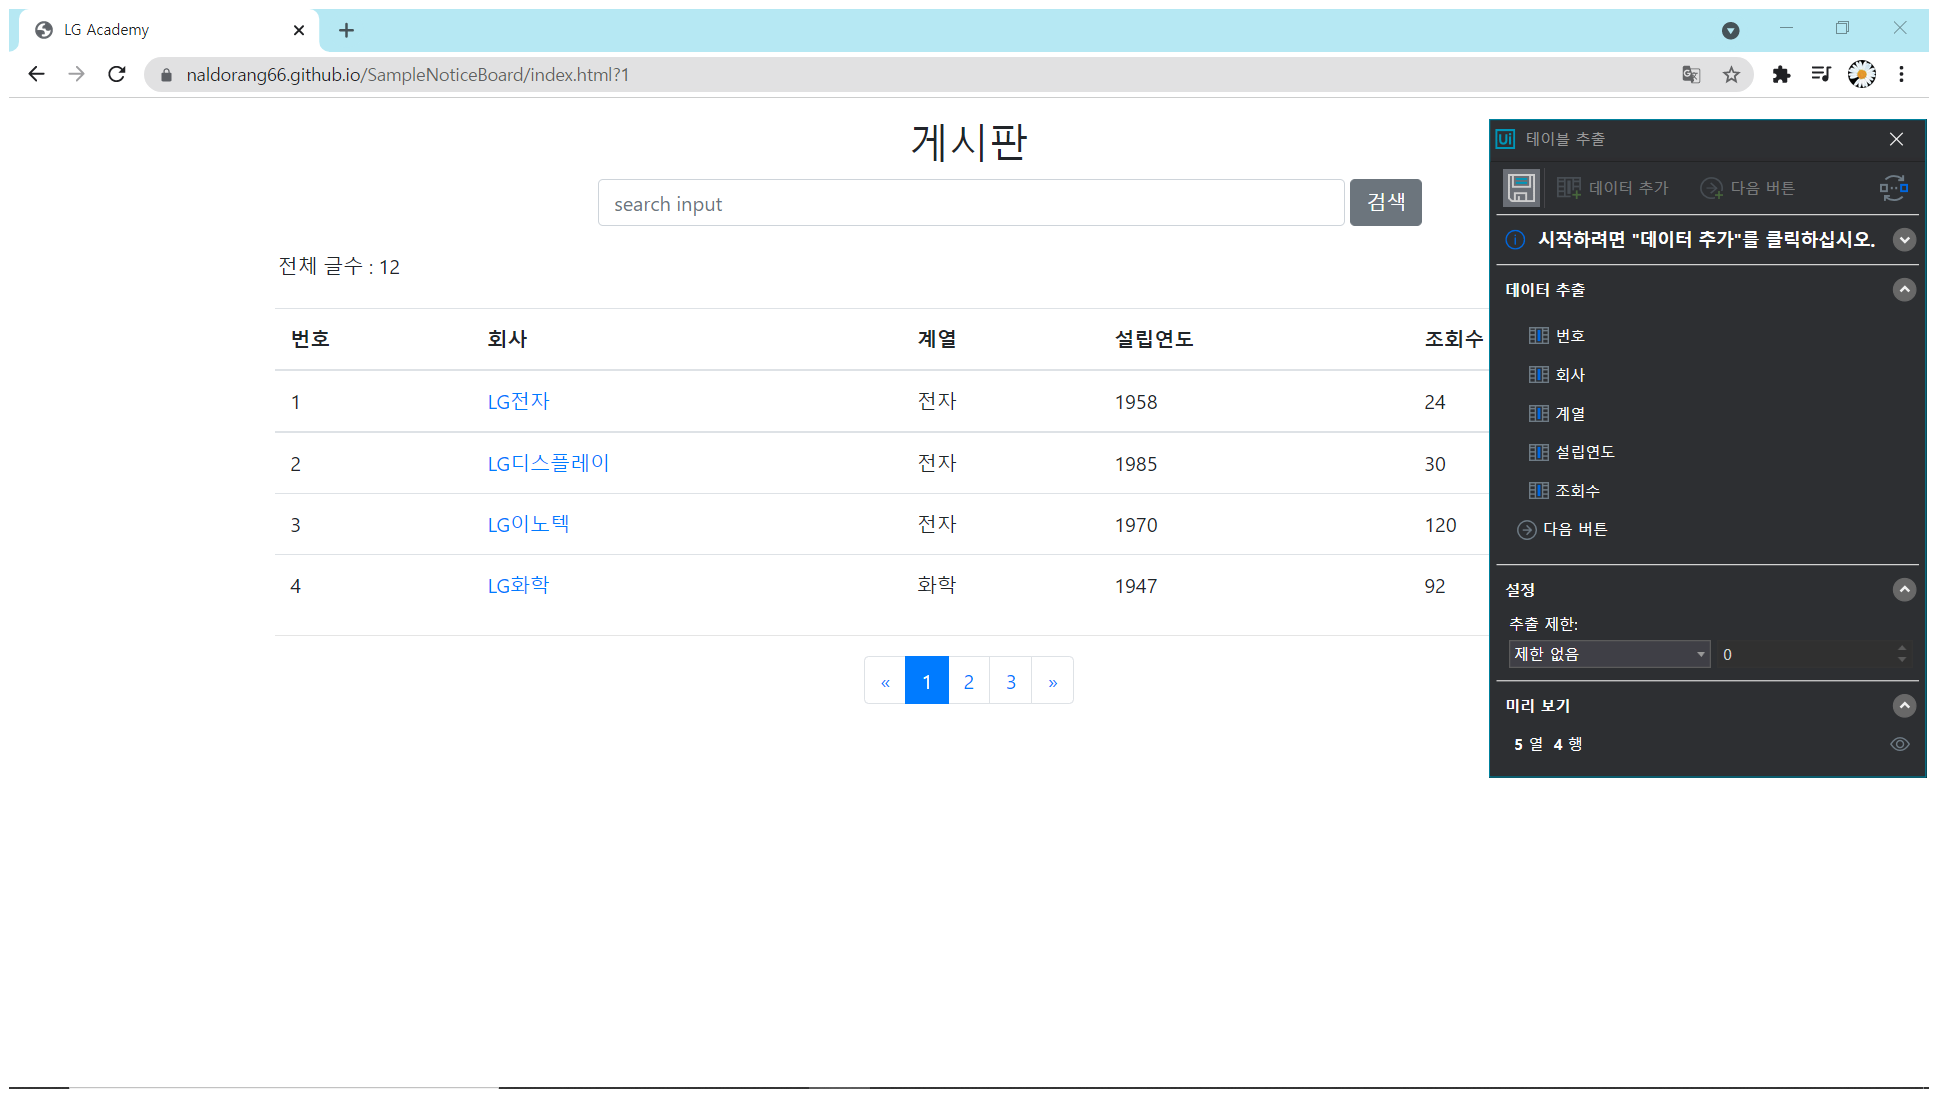 LG Academy
naldorang66.github.io/SampleNoticeBoard/index.html?1
게시판
search input
검색
전체 글수 : 12
번호 회사 계열 설립연도 조회수
1 LG전자 전자 1958 24
2 LG디스플레이 전자 1985 30
3 LG이노텍 전자 1970 120
4 LG화학 화학 1947 92
« 1 2 3 »
Ui 테이블 추출
데이터 추가 다음 버튼
시작하려면 "데이터 추가"를 클릭하십시오.
데이터 추출
번호
회사
계열
설립연도
조회수
다음 버튼
설정
추출 제한:
제한 없음 0
미리 보기
5 열 4 행